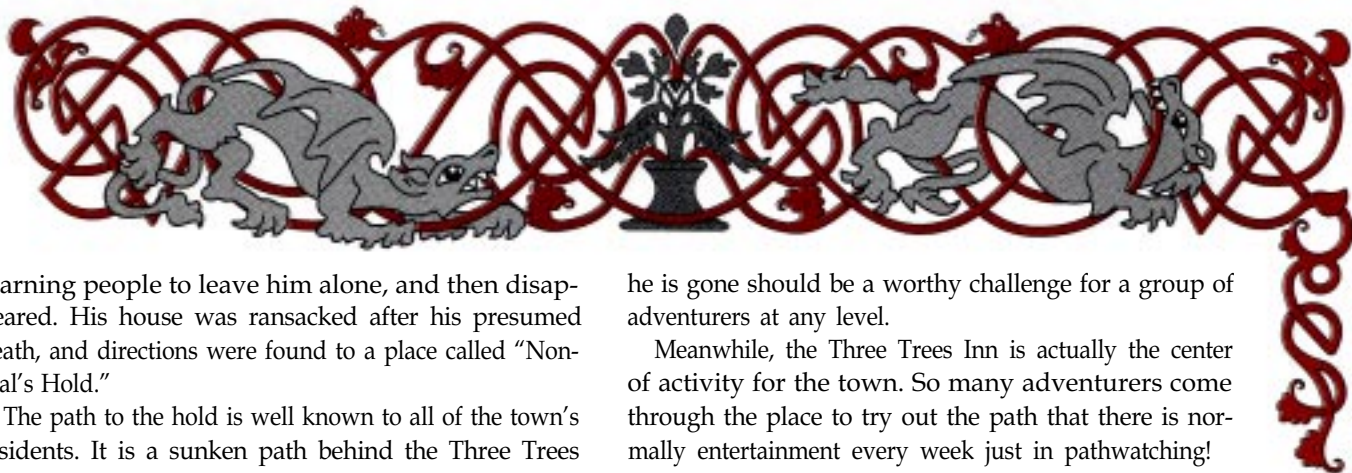 arning people to leave him alone, and then disap-
eared. His house was ransacked after his presumed
eath, and directions were found to a place called “Non-
al’s Hold.”
The path to the hold is well known to all of the town’s
sidents. It is a sunken path behind the Three Trees
he is gone should be a worthy challenge for a group of
adventurers at any level.
Meanwhile, the Three Trees Inn is actually the center
of activity for the town. So many adventurers come
through the place to try out the path that there is nor-
mally entertainment every week just in pathwatching!